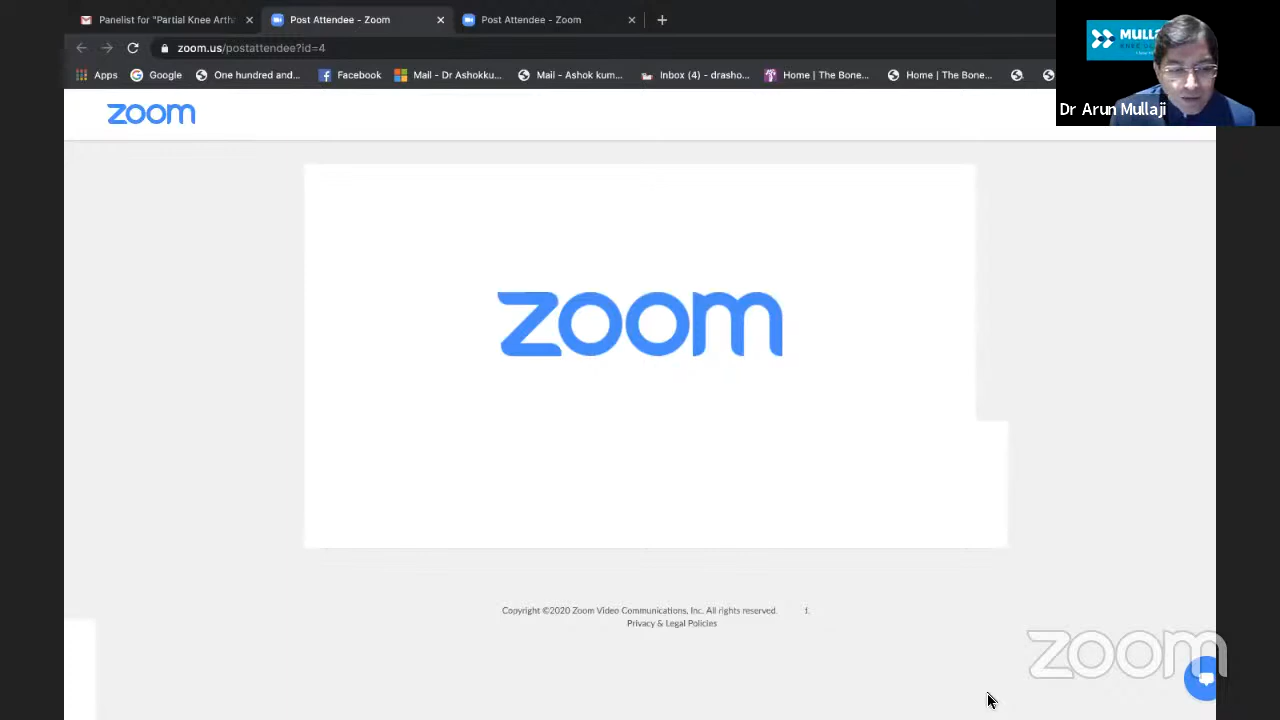 Panelist for "Partial Knee Arth
Post Attendee - Zoom
Post Attendee - Zoom
zoom.us/postattendee?id=4
Apps
Google
One hundred and...
Facebook
Mail - Dr Ashokku...
Mail - Ashok kum...
Inbox (4) - drasho...
Home | The Bone...
Home | The Bone...
MULLA
Dr Arun Mullaji
zoom
zoom
Copyright ©2020 Zoom Video Communications, Inc. All rights reserved.
d.
Privacy & Legal Policies
zoom